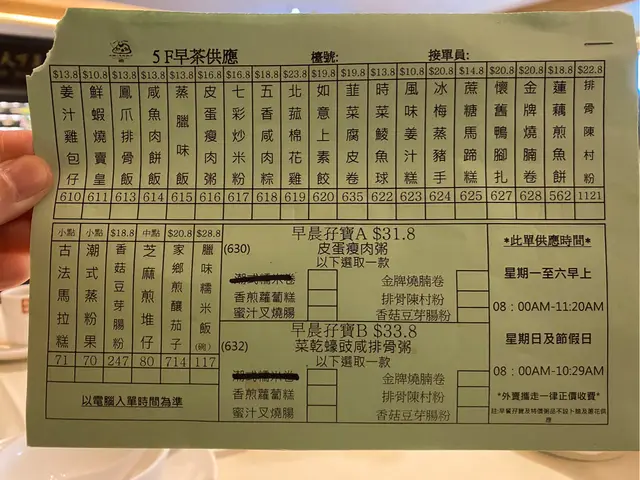 5F早茶供應 檯號: 接單員:
$13.8 $10.8 $13.8 $13.8 $13.8 $16.8 $16.8 $18.8 $23.8 $19.8 $19.8 $13.8 $10.8 $20.8 $14.8 $20.8 $20.8 $18.8 $22.8
姜汁雞包仔
鮮蝦燒賣皇
鳳爪排骨飯
咸魚肉餅飯
蒸臘味飯
皮蛋瘦肉粥
七彩炒米粉
五香咸肉粽
北菰棉花雞
如意上素餃
韮菜腐皮卷
時菜鯪魚球
風味姜汁糕
冰梅蒸豬手
蔗糖馬蹄糕
懷舊鴨腳扎
金牌燒腩卷
蓮藕煎魚餅
排骨陳村粉
610 611 613 614 615 616 617 618 619 620 635 622 623 624 625 627 628 562 1121
小點 小點 $18.8 中點 $20.8 $28.8
古法馬拉糕
潮式蒸粉果
香菇豆芽腸粉
芝麻煎堆仔
家鄉煎釀茄子
臘味糯米飯(碗)
71 70 247 80 714 117
以電腦入單時間為準
早晨孖寶A $31.8
(630) 皮蛋瘦肉粥
以下選取一款
金牌燒腩卷
香煎蘿蔔糕 排骨陳村粉
蜜汁叉燒腸 香菇豆芽腸粉
早晨孖寶B $33.8
(632) 菜乾蠔豉咸排骨粥
以下選取一款
金牌燒腩卷
香煎蘿蔔糕 排骨陳村粉
蜜汁叉燒腸 香菇豆芽腸粉
*此單供應時間*
星期一至六早上
08：00AM-11:20AM
星期日及節假日
08：00AM-10:29AM
*外賣攜走一律正價收費*